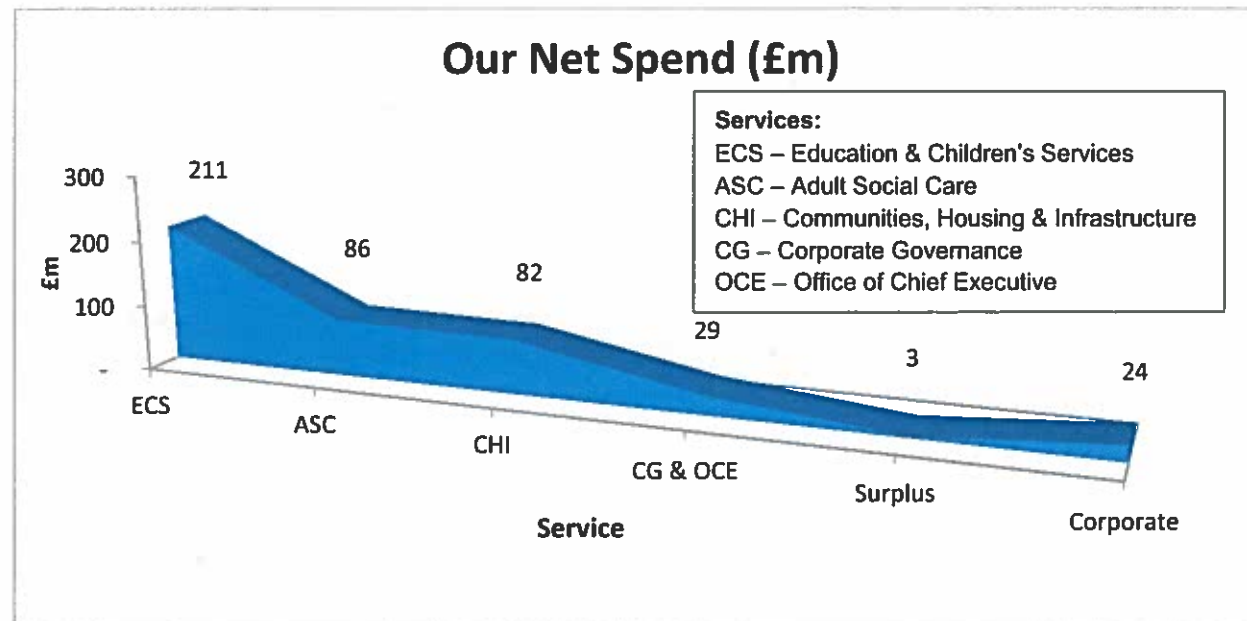 Our Net Spend (£m)
Services:
ECS – Education & Children's Services
ASC – Adult Social Care
CHI – Communities, Housing & Infrastructure
CG – Corporate Governance
OCE – Office of Chief Executive
£m
300
200
100
-
211
86
82
29
3
24
ECS
ASC
CHI
CG & OCE
Surplus
Corporate
Service